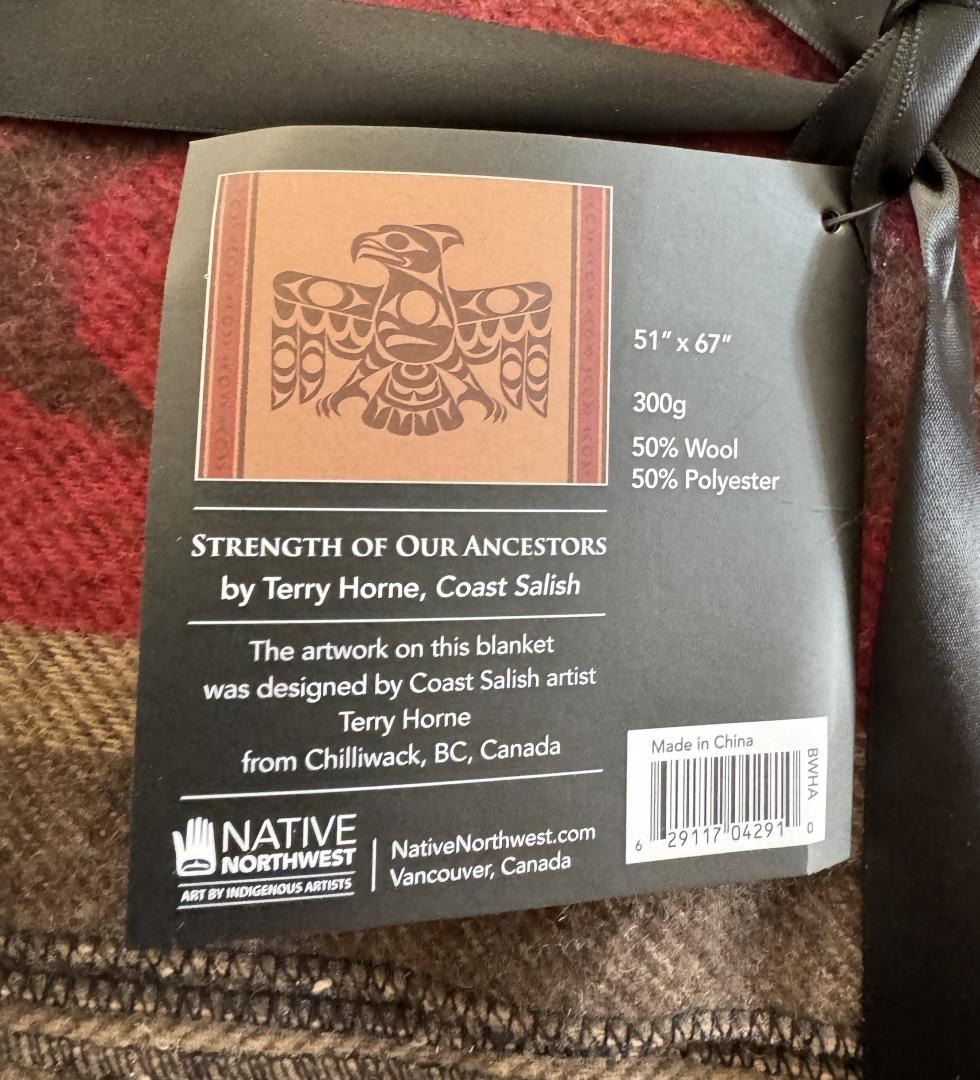 51" x 67"
300g
50% Wool
50% Polyester
STRENGTH OF OUR ANCESTORS
by Terry Horne, Coast Salish
The artwork on this blanket
was designed by Coast Salish artist
Terry Horne
from Chilliwack, BC, Canada
NATIVE
NORTHWEST
ART BY INDIGENOUS ARTISTS
NativeNorthwest.com
Vancouver, Canada
Made in China
BWHA
6 29117 04291 0